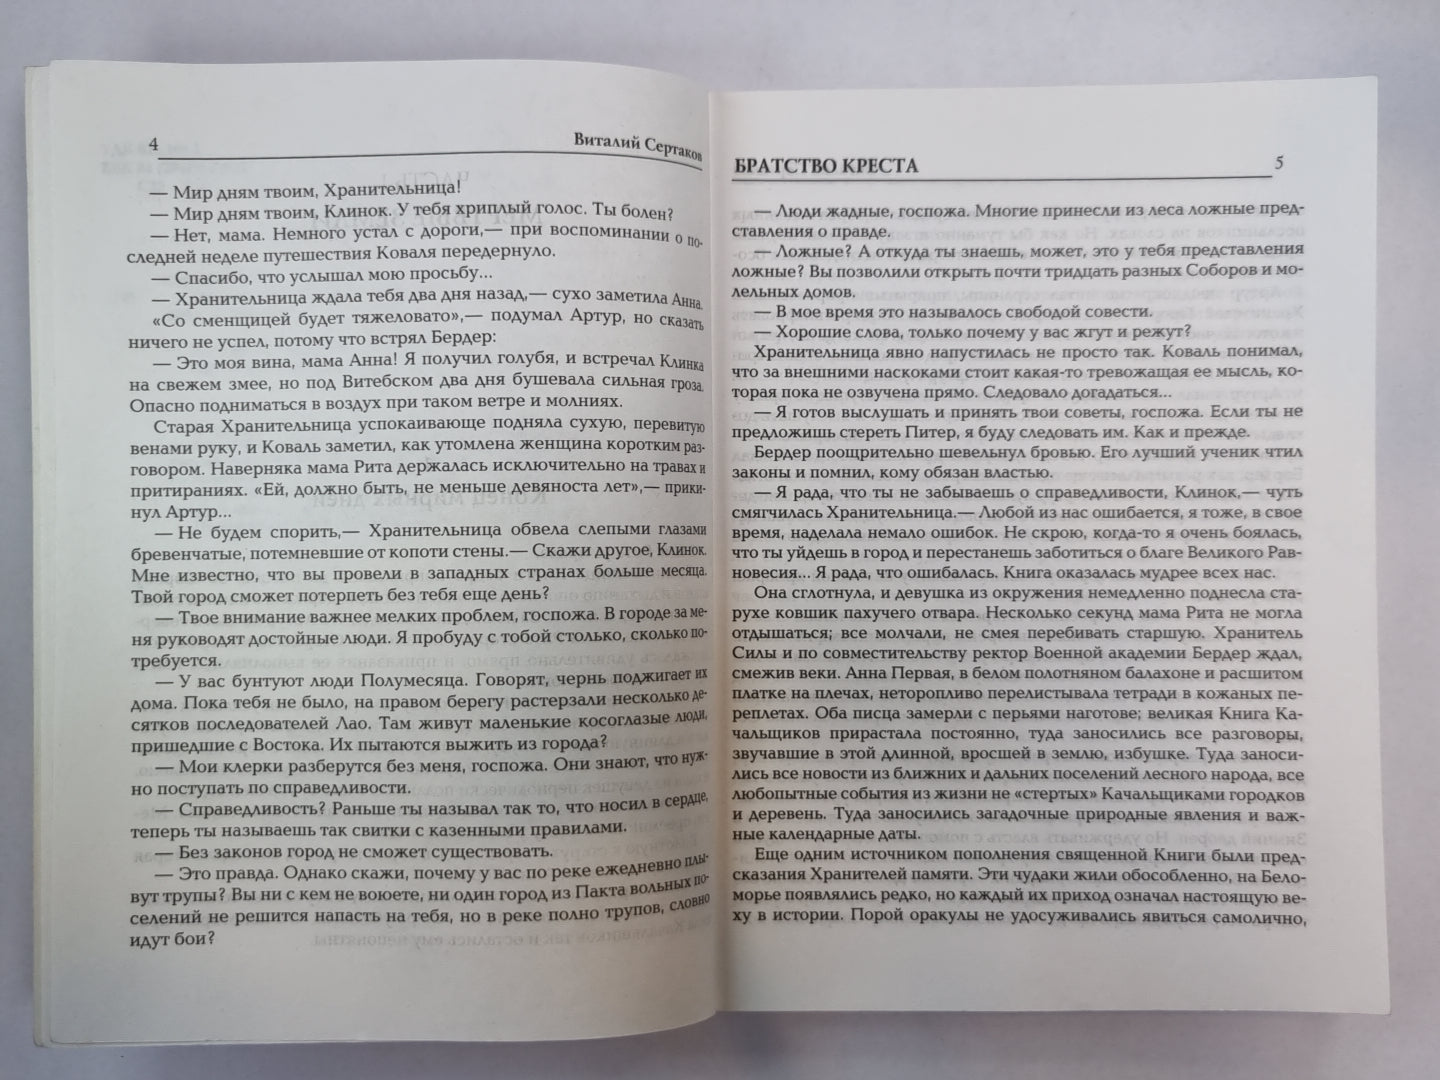 4
Виталий Сертаков
— Мир дням твоим, Хранительница!
— Мир дням твоим, Клинок. У тебя хриплый голос. Ты болен?
— Нет, мама. Немного устал с дороги,— при воспоминании о по-
следней неделе путешествия Коваля передернуло.
— Спасибо, что услышал мою просьбу...
— Хранительница ждала тебя два дня назад,— сухо заметила Анна.
«Со сменщицей будет тяжеловато»,— подумал Артур, но сказать
ничего не успел, потому что встрял Бердер:
— Это моя вина, мама Анна! Я получил голубя, и встречал Клинка
на свежем змее, но под Витебском два дня бушевала сильная гроза.
Опасно подниматься в воздух при таком ветре и молниях.
Старая Хранительница успокаивающе подняла сухую, перевитую
венами руку, и Коваль заметил, как утомлена женщина коротким раз-
говором. Наверняка мама Рита держалась исключительно на травах и
притираниях. «Ей, должно быть, не меньше девяноста лет»,— прики-
нул Артур...
— Не будем спорить,— Хранительница обвела слепыми глазами
бревенчатые, потемневшие от копоти стены.— Скажи другое, Клинок.
Мне известно, что вы провели в западных странах больше месяца.
Твой город сможет потерпеть без тебя еще день?
— Твое внимание важнее мелких проблем, госпожа. В городе за ме-
ня руководят достойные люди. Я пробуду с тобой столько, сколько по-
требуется.
— У вас бунтуют люди Полумесяца. Говорят, чернь поджигает их
дома. Пока тебя не было, на правом берегу растерзали несколько де-
сятков последователей Лао. Там живут маленькие косоглазые люди,
пришедшие с Востока. Их пытаются выжить из города?
— Мои клерки разберутся без меня, госпожа. Они знают, что нуж-
но поступать по справедливости.
— Справедливость? Раньше ты называл так то, что носил в сердце,
теперь ты называешь так свитки с казенными правилами.
— Без законов город не сможет существовать.
— Это правда. Однако скажи, почему у вас по реке ежедневно плы-
вут трупы? Вы ни с кем не воюете, ни один город из Пакта вольных по-
селений не решится напасть на тебя, но в реке полно трупов, словно
идут бои?
БРАТСТВО КРЕСТА
5
— Люди жадные, госпожа. Многие принесли из леса ложные пред-
ставления о правде.
— Ложные? А откуда ты знаешь, может, это у тебя представления
ложные? Вы позволили открыть почти тридцать разных Соборов и мо-
лельных домов.
— В мое время это называлось свободой совести.
— Хорошие слова, только почему у вас жгут и режут?
Хранительница явно напустилась не просто так. Коваль понимал,
что за внешними наскоками стоит какая-то тревожащая ее мысль, ко-
торая пока не озвучена прямо. Следовало догадаться...
— Я готов выслушать и принять твои советы, госпожа. Если ты не
предложишь стереть Питер, я буду следовать им. Как и прежде.
Бердер поощрительно шевельнул бровью. Его лучший ученик чтил
законы и помнил, кому обязан властью.
— Я рада, что ты не забываешь о справедливости, Клинок,— чуть
смягчилась Хранительница.— Любой из нас ошибается, я тоже, в свое
время, наделала немало ошибок. Не скрою, когда-то я очень боялась,
что ты уйдешь в город и перестанешь заботиться о благе Великого Рав-
новесия... Я рада, что ошибалась. Книга оказалась мудрее всех нас.
Она сглотнула, и девушка из окружения немедленно поднесла ста-
рухе ковшик пахучего отвара. Несколько секунд мама Рита не могла
отдышаться; все молчали, не смея перебивать старшую. Хранитель
Силы и по совместительству ректор Военной академии Бердер ждал,
смежив веки. Анна Первая, в белом полотняном балахоне и расшитом
платке на плечах, неторопливо перелистывала тетради в кожаных пе-
реплетах. Оба писца замерли с перьями наготове; великая Книга Ка-
чальщиков прирастала постоянно, туда заносились все разговоры,
звучавшие в этой длинной, вросшей в землю, избушке. Туда заноси-
лись все новости из ближних и дальних поселений лесного народа, все
любопытные события из жизни не «стертых» Качальщиками городков
и деревень. Туда заносились загадочные природные явления и важ-
ные календарные даты.
Еще одним источником пополнения священной Книги были пред-
сказания Хранителей памяти. Эти чудаки жили обособленно, на Бело-
морье появлялись редко, но каждый их приход означал настоящую ве-
ху в истории. Порой оракулы не удосуживались явиться самолично,